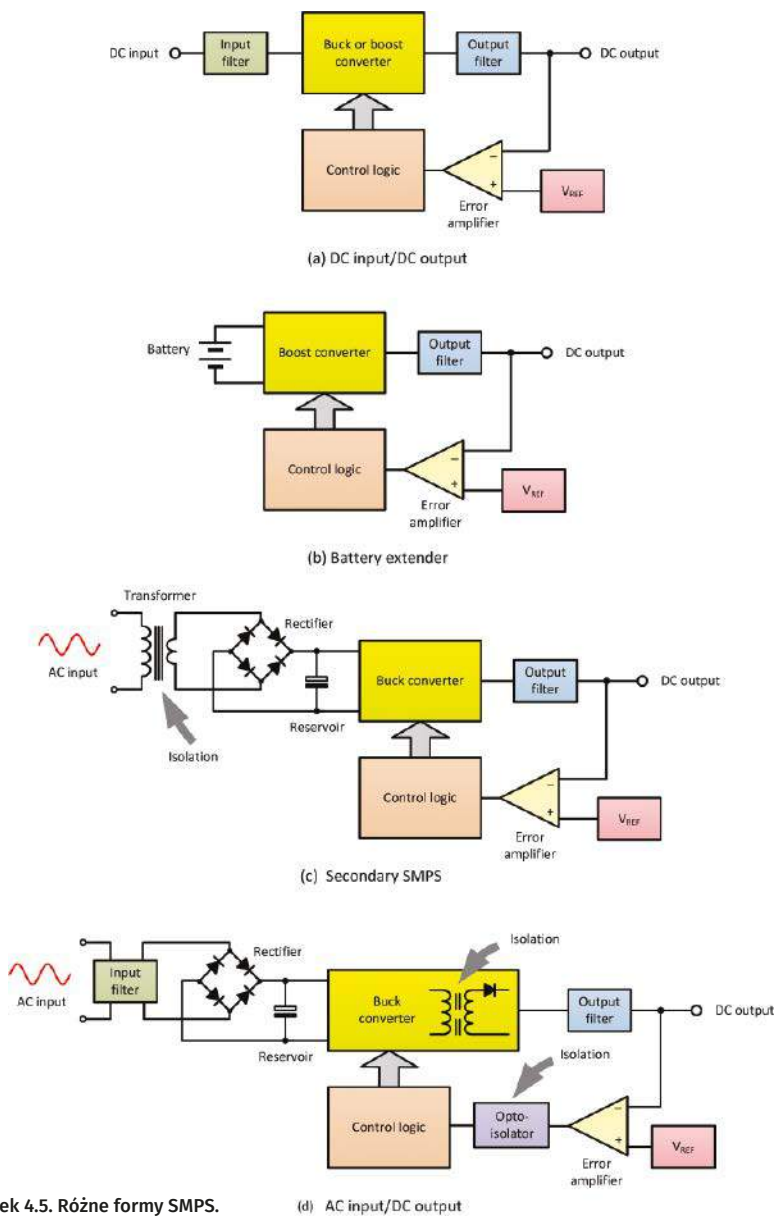 DC input
Input
filter
Buck or boost
converter
Output
filter
DC output
Control logic
−
+
Error
amplifier
VREF
(a) DC input/DC output
Battery
Boost converter
Output
filter
DC output
Control logic
−
+
Error
amplifier
VREF
(b) Battery extender
Transformer
AC input
Rectifier
Reservoir
Isolation
Buck converter
Output
filter
DC output
Control logic
−
+
Error
amplifier
VREF
(c) Secondary SMPS
AC input
Input
filter
Rectifier
Reservoir
Isolation
Buck
converter
Output
filter
DC output
Isolation
Control logic
Opto-
isolator
−
+
Error
amplifier
VREF
ek 4.5. Różne formy SMPS.
(d) AC input/DC output